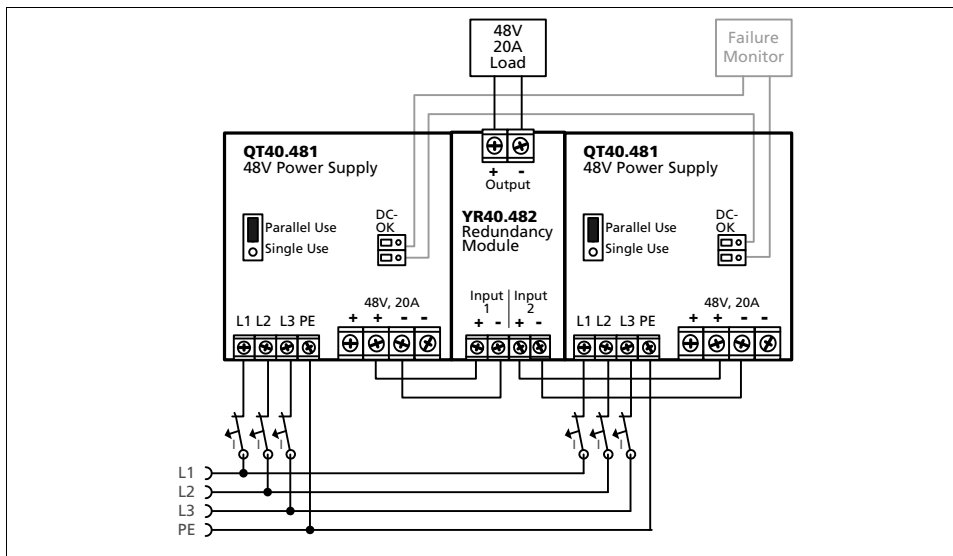 48V
20A
Load
Failure
Monitor
QT40.481
48V Power Supply
Parallel Use
Single Use
DC-
OK
48V, 20A
+ + - -
L1 L2 L3 PE
+ -
Output
YR40.482
Redundancy
Module
Input
1
Input
2
+ - + -
QT40.481
48V Power Supply
Parallel Use
Single Use
DC-
OK
48V, 20A
+ + - -
L1 L2 L3 PE
I I I
I I I
L1
L2
L3
PE